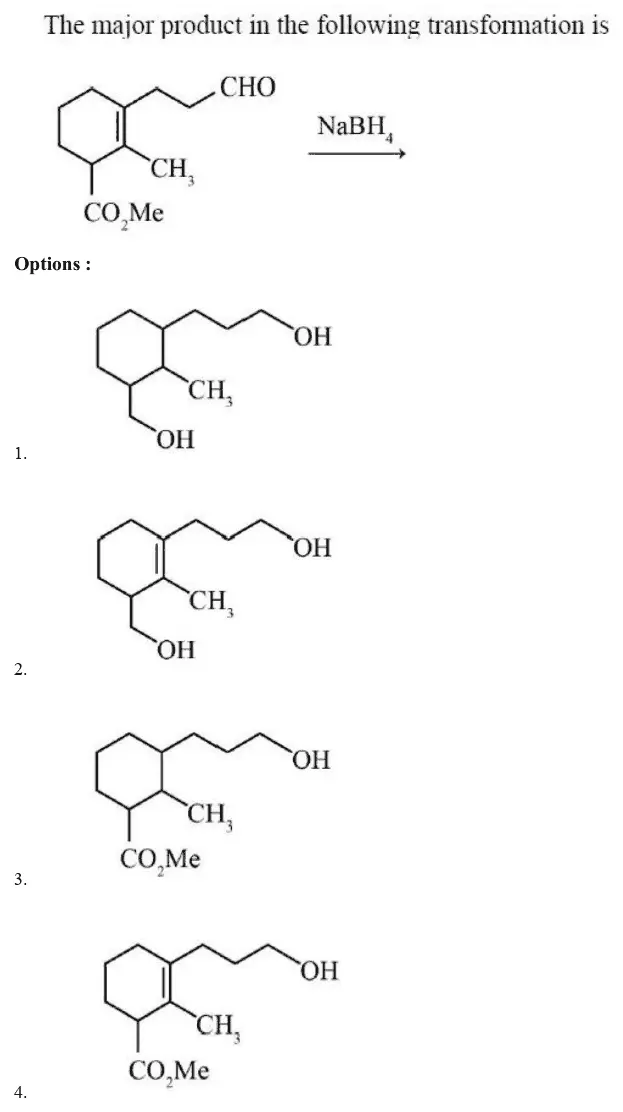 The major product in the following transformation is
CHO
NaBH₄
CH₃
CO₂Me
Options :
OH
CH₃
OH
1.
OH
CH₃
OH
2.
OH
CH₃
CO₂Me
3.
OH
CH₃
CO₂Me
4.